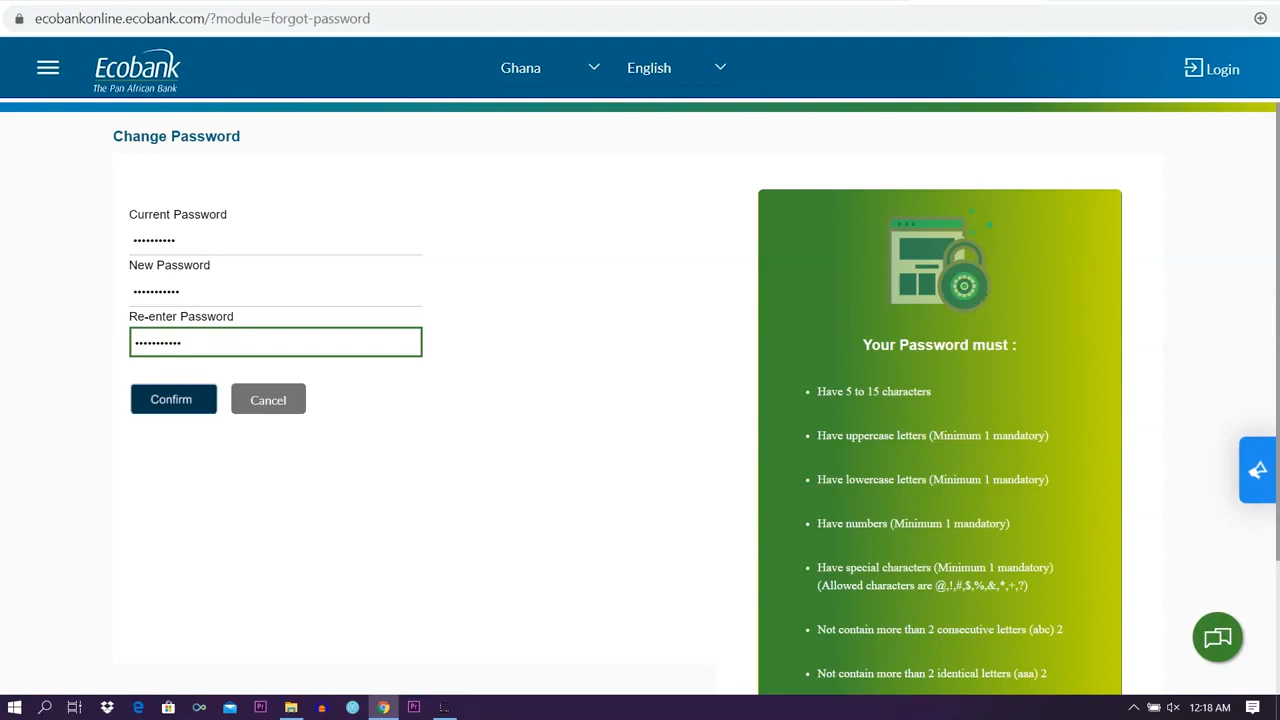 ecobankonline.ecobank.com/?module=forgot-password
Ecobank
The Pan African Bank
Ghana
English
Login
Change Password
Current Password
••••••••••
New Password
•••••••••••
Re-enter Password
•••••••••••
Confirm
Cancel
Your Password must :
• Have 5 to 15 characters
• Have uppercase letters (Minimum 1 mandatory)
• Have lowercase letters (Minimum 1 mandatory)
• Have numbers (Minimum 1 mandatory)
• Have special characters (Minimum 1 mandatory)
(Allowed characters are @,!,#,$,%,&,*,+,?)
• Not contain more than 2 consecutive letters (abc) 2
• Not contain more than 2 identical letters (aaa) 2
12:18 AM